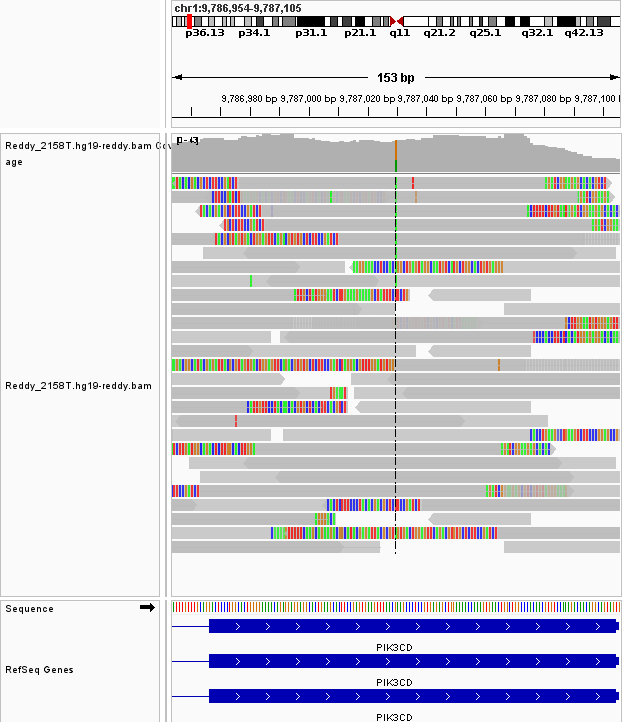 chr1:9,786,954-9,787,105
p36.13 p34.1 p31.1 p21.1 q11 q21.2 q25.1 q32.1 q42.13
153 bp
9,786,980 bp 9,787,000 bp 9,787,020 bp 9,787,040 bp 9,787,060 bp 9,787,080 bp 9,787,100 
Reddy_2158T.hg19-reddy.bam
age
Reddy_2158T.hg19-reddy.bam
Sequence
RefSeq Genes
PIK3CD
PIK3CD
PIK3CD